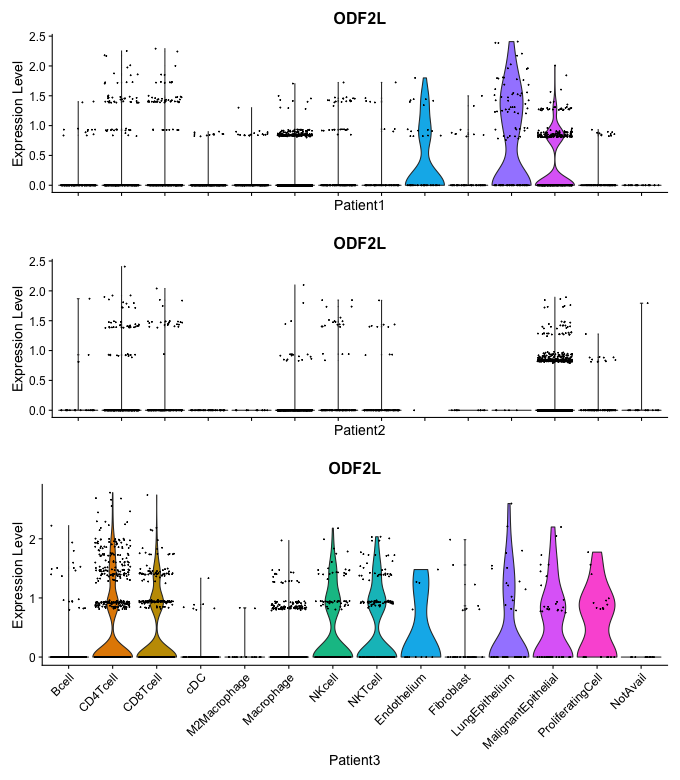 ODF2L
Expression Level
2.5
2.0
1.5
1.0
0.5
0.0
Patient1
ODF2L
Expression Level
2.5
2.0
1.5
1.0
0.5
0.0
Patient2
ODF2L
Expression Level
2
1
0
Bcell
CD4Tcell
CD8Tcell
cDC
M2Macrophage
Macrophage
NKcell
NKTcell
Endothelium
Fibroblast
LungEpithelium
MalignantEpithelial
ProliferatingCell
NotAvail
Patient3